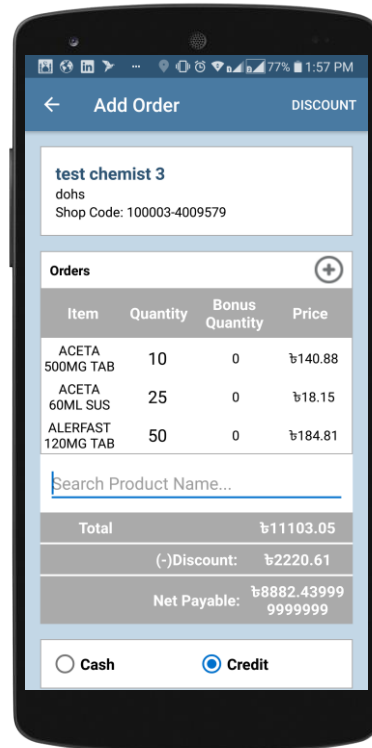 77% 1:57 PM
Add Order DISCOUNT
test chemist 3
dohs
Shop Code: 100003-4009579
Orders
Item Quantity Bonus Quantity Price
ACETA 500MG TAB 10 0 ৳140.88
ACETA 60ML SUS 25 0 ৳18.15
ALERFAST 120MG TAB 50 0 ৳184.81
Search Product Name...
Total ৳11103.05
(-)Discount: ৳2220.61
Net Payable: ৳8882.43999
9999999
Cash Credit